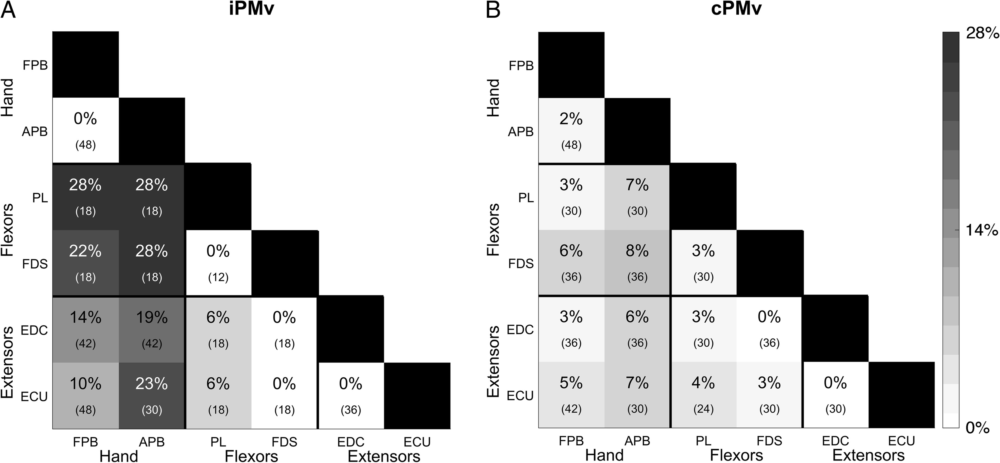 A iPMv
Hand
FPB
APB
0%
(48)
Flexors
PL
28% 28%
(18) (18)
FDS
22% 28% 0%
(18) (18) (12)
Extensors
EDC
14% 19% 6% 0%
(42) (42) (18) (18)
ECU
10% 23% 6% 0% 0%
(48) (30) (18) (18) (36)
FPB APB PL FDS EDC ECU
Hand Flexors Extensors
B cPMv
Hand
FPB
APB
2%
(48)
Flexors
PL
3% 7%
(30) (30)
FDS
6% 8% 3%
(36) (36) (30)
Extensors
EDC
3% 6% 3% 0%
(36) (36) (30) (36)
ECU
5% 7% 4% 3% 0%
(42) (30) (24) (30) (30)
FPB APB PL FDS EDC ECU
Hand Flexors Extensors
28%
14%
0%